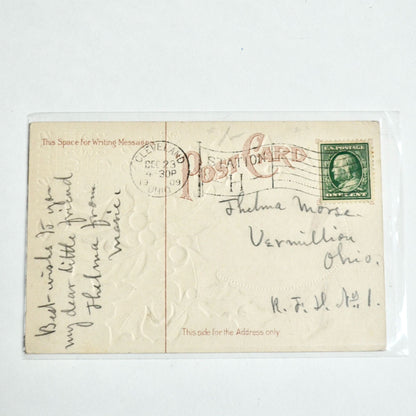 This Space for Writing Messages
POST CARD
CLEVELAND
DEC 23
4-30P
1909
OHIO
STATION
H
U.S. POSTAGE
ONE CENT
Best wishes to you
my dear little friend
Thelma from
Marie.
Thelma Morse.
Vermillion
Ohio.
R.F.D. No 1.
This side for the Address only